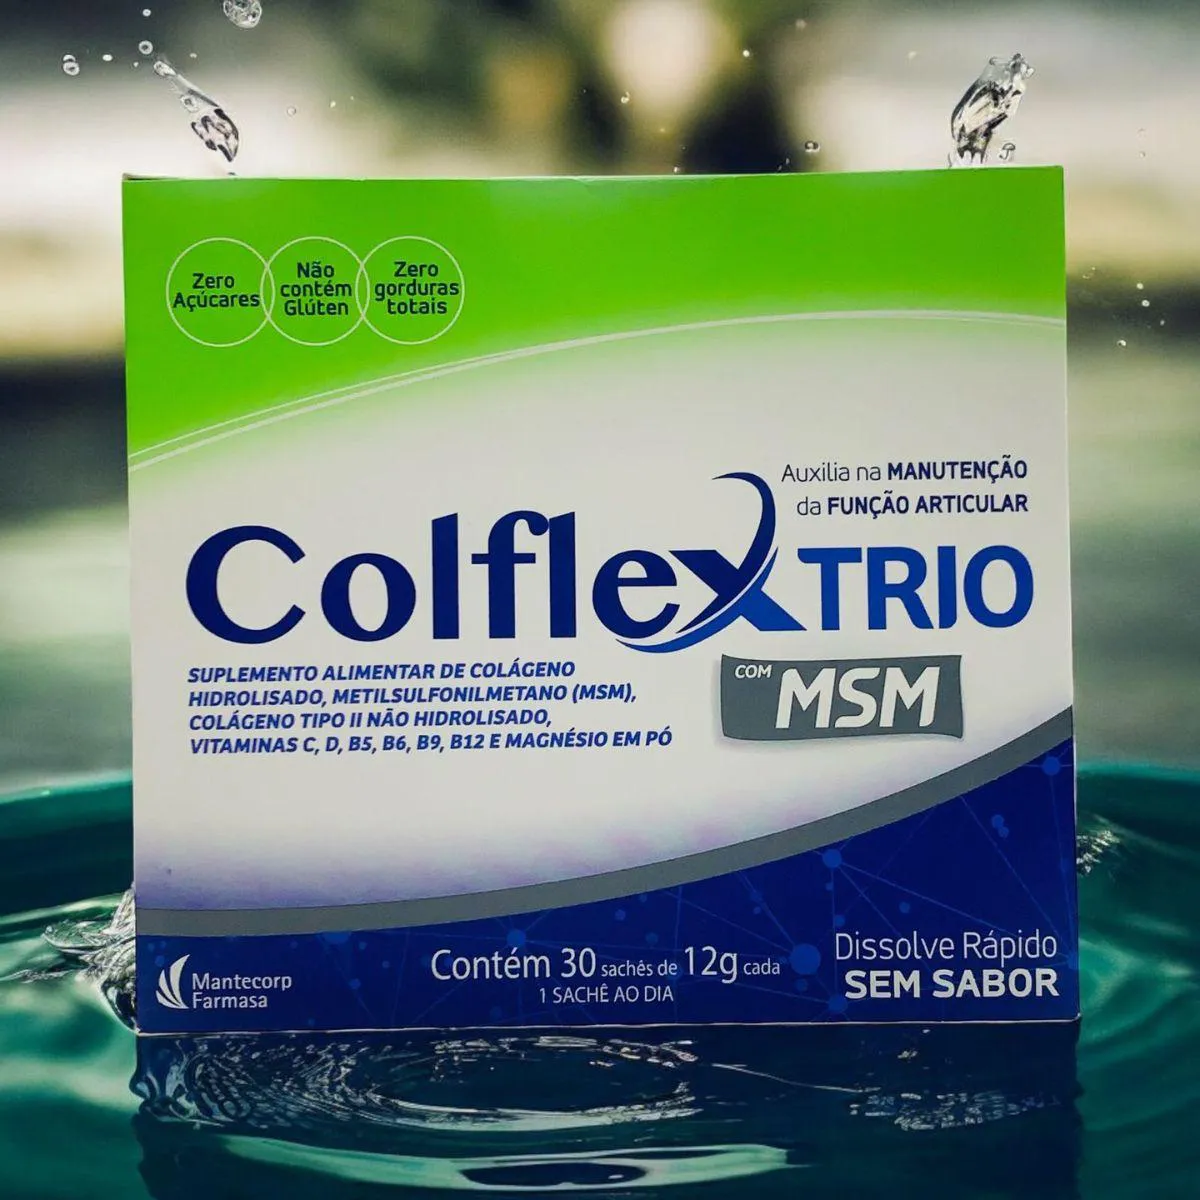 Zero
Açúcares
Não
contém
Glúten
Zero
gorduras
totais
Auxilia na MANUTENÇÃO
da FUNÇÃO ARTICULAR
Colflex TRIO
COM MSM
SUPLEMENTO ALIMENTAR DE COLÁGENO
HIDROLISADO, METILSULFONILMETANO (MSM),
COLÁGENO TIPO II NÃO HIDROLISADO,
VITAMINAS C, D, B5, B6, B9, B12 E MAGNÉSIO EM PÓ
Mantecorp
Farmasa
Contém 30 sachês de 12g cada
1 SACHÊ AO DIA
Dissolve Rápido
SEM SABOR